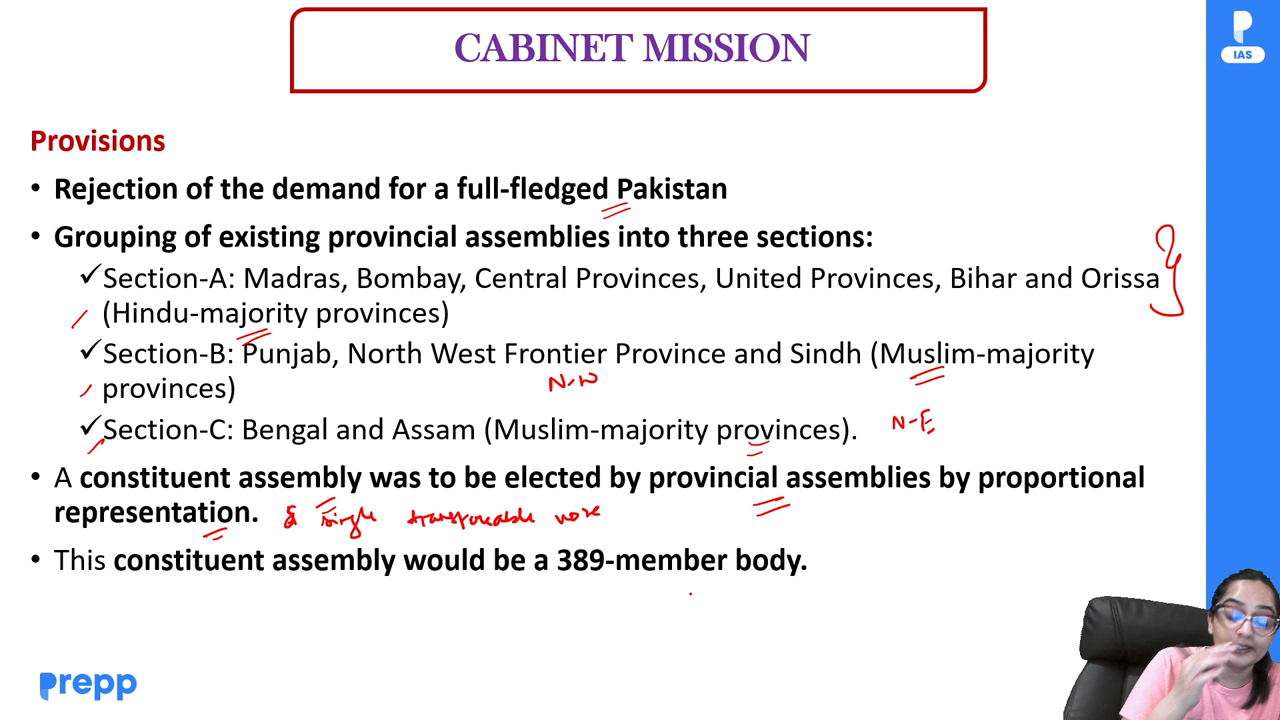 CABINET MISSION
IAS
Provisions
• Rejection of the demand for a full-fledged Pakistan
• Grouping of existing provincial assemblies into three sections:
✓Section-A: Madras, Bombay, Central Provinces, United Provinces, Bihar and Orissa
(Hindu-majority provinces)
✓Section-B: Punjab, North West Frontier Province and Sindh (Muslim-majority
N-W
provinces)
✓Section-C: Bengal and Assam (Muslim-majority provinces). N-E
• A constituent assembly was to be elected by provincial assemblies by proportional
representation. & single transferable vote
• This constituent assembly would be a 389-member body.
prepp